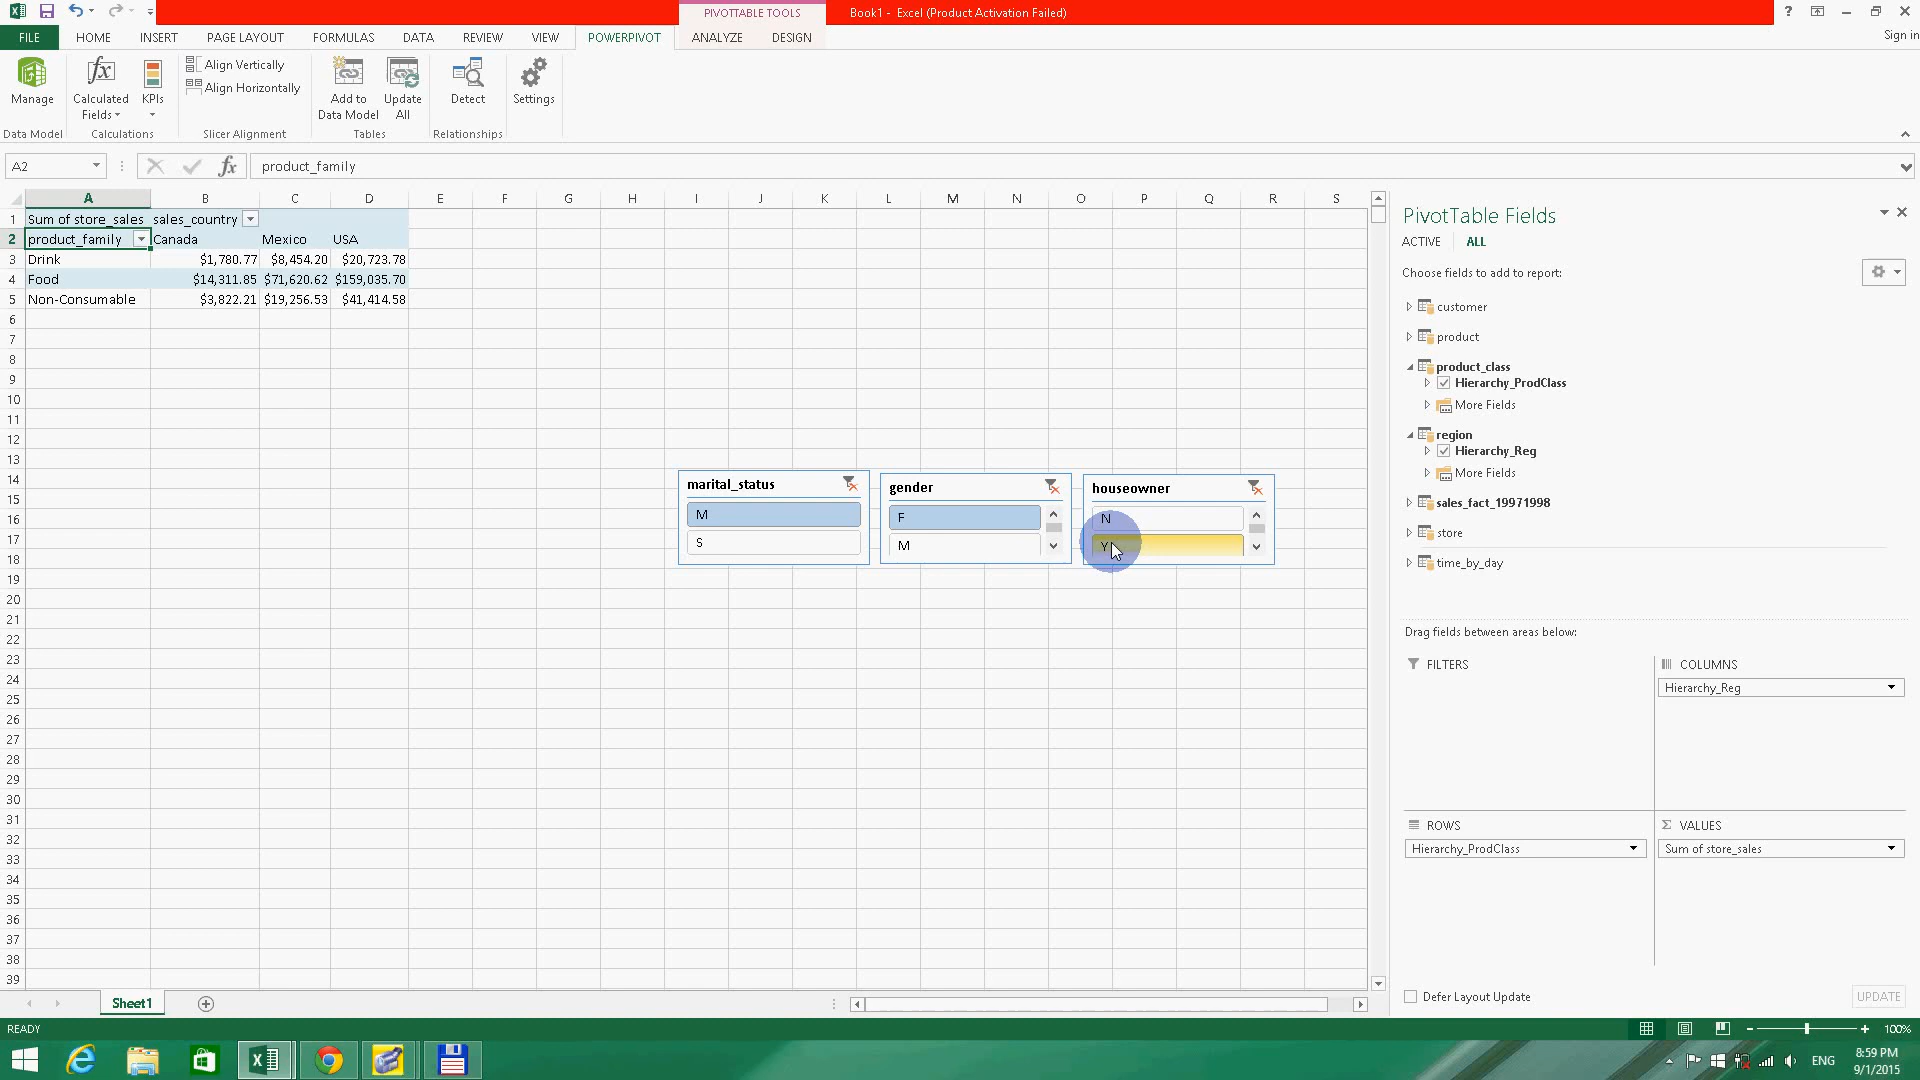 PIVOTTABLE TOOLS
Book1 - Excel (Product Activation Failed)
Sign in
FILE HOME INSERT PAGE LAYOUT FORMULAS DATA REVIEW VIEW POWERPIVOT ANALYZE DESIGN
Manage
Calculated Fields
KPIs
Align Vertically
Align Horizontally
Add to Data Model
Update All
Detect
Settings
Data Model Calculations Slicer Alignment Tables Relationships
A2 fx product_family
A B C D E F G H I J K L M N O P Q R S
1 Sum of store_sales sales_country
2 product_family Canada Mexico USA
3 Drink $1,780.77 $8,454.20 $20,723.78
4 Food $14,311.85 $71,620.62 $159,035.70
5 Non-Consumable $3,822.21 $19,256.53 $41,414.58
6
7
8
9
10
11
12
13
14
15
16
17
18
19
20
21
22
23
24
25
26
27
28
29
30
31
32
33
34
35
36
37
38
39
marital_status
M
S
gender
F
M
houseowner
N
Y
PivotTable Fields
ACTIVE ALL
Choose fields to add to report:
customer
product
product_class
Hierarchy_ProdClass
More Fields
region
Hierarchy_Reg
More Fields
sales_fact_19971998
store
time_by_day
Drag fields between areas below:
FILTERS
COLUMNS
Hierarchy_Reg
ROWS
Hierarchy_ProdClass
VALUES
Sum of store_sales
Defer Layout Update
UPDATE
Sheet1
READY
100%
ENG
8:59 PM
9/1/2015